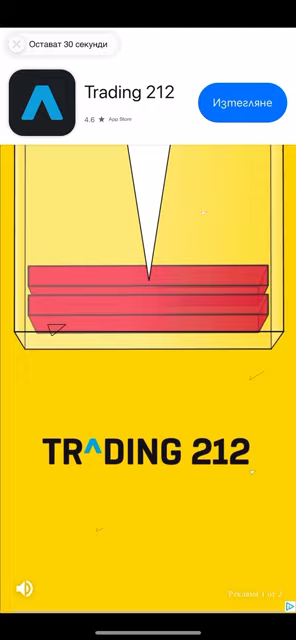 Остават 30 секунди
Trading 212
4.6 ★ App Store
Изтегляне
TRADING 212
Реклама 1 от 2